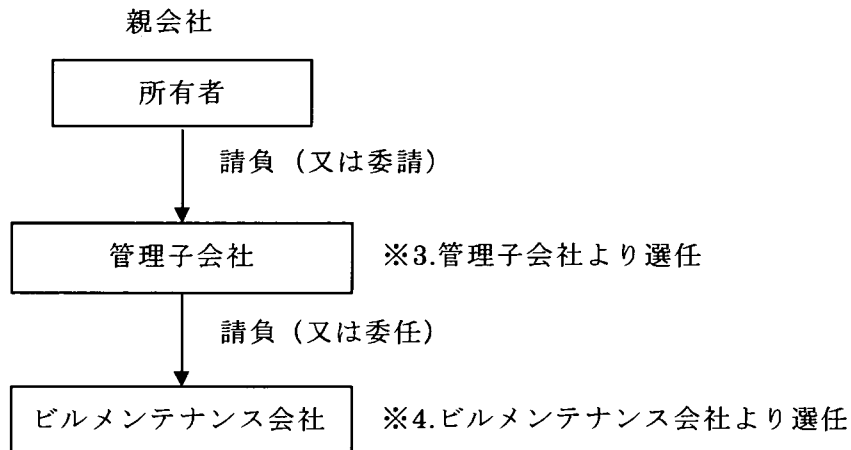 親会社
所有者
請負（又は委請）
管理子会社
※3.管理子会社より選任
請負（又は委任）
ビルメンテナンス会社
※4.ビルメンテナンス会社より選任